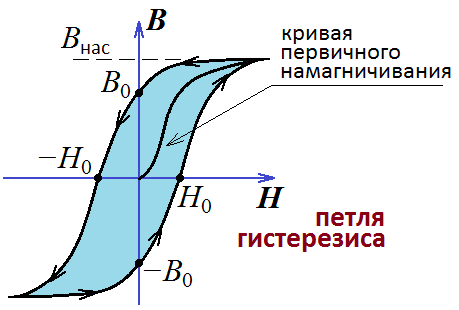 B
Bнас
кривая
первичного
намагничивания
B0
−H0
H0
H
петля
гистерезиса
−B0